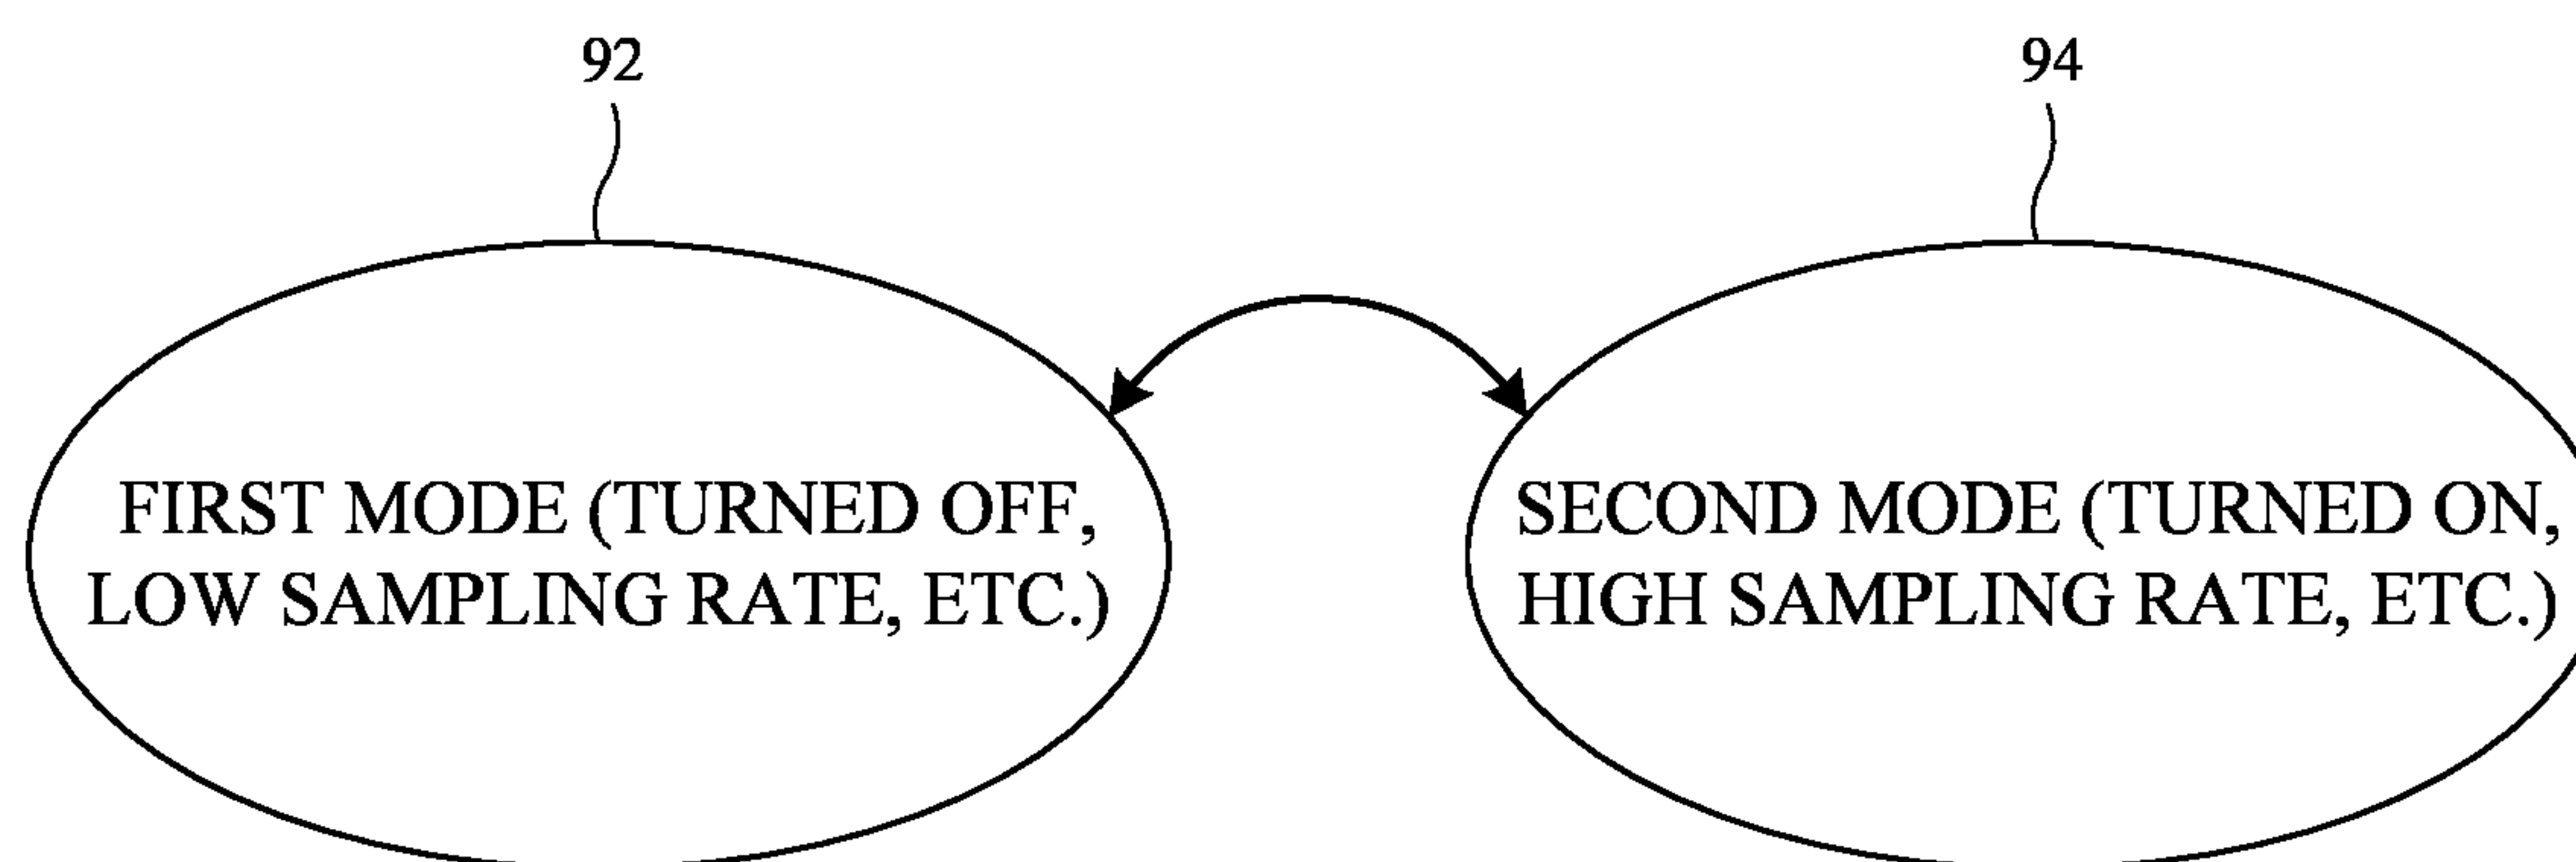 92
94
FIRST MODE (TURNED OFF,
LOW SAMPLING RATE, ETC.)
SECOND MODE (TURNED ON,
HIGH SAMPLING RATE, ETC.)